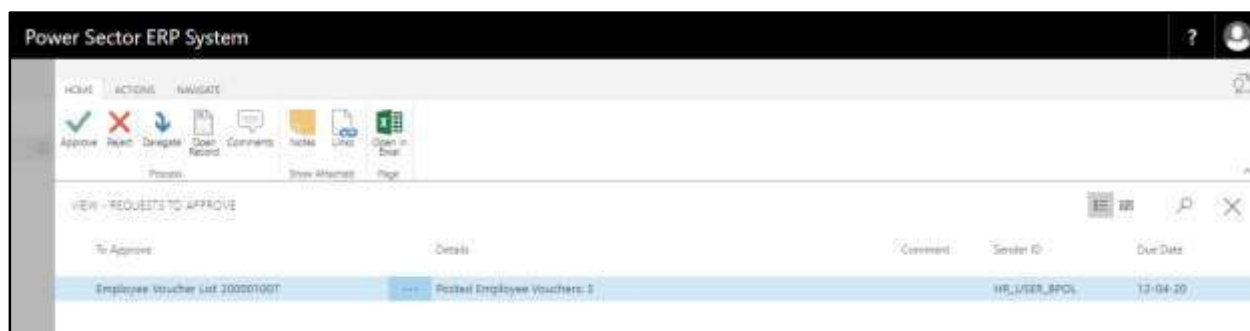 Power Sector ERP System ?
HOME ACTIONS NAVIGATE
Approve Reject Delegate Open Record Comments Notes Links Open in Excel
Process Show Attached Page
VIEW - REQUESTS TO APPROVE
To Approve Details Comment Sender ID Due Date
Employee Voucher List 200001007 ... Posted Employee Vouchers: 3 HR_USER_BPOL 12-04-20